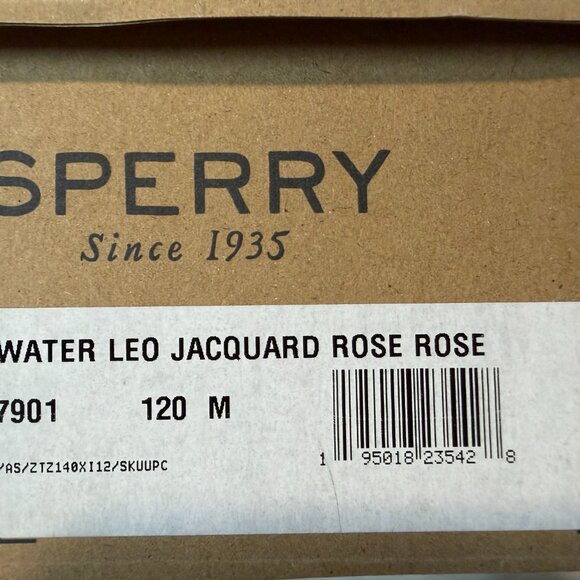 SPERRY
Since 1935
WATER LEO JACQUARD ROSE ROSE
7901 120 M
/AS/ZTZ140XI12/SKUUPC
1 95018 23542 8